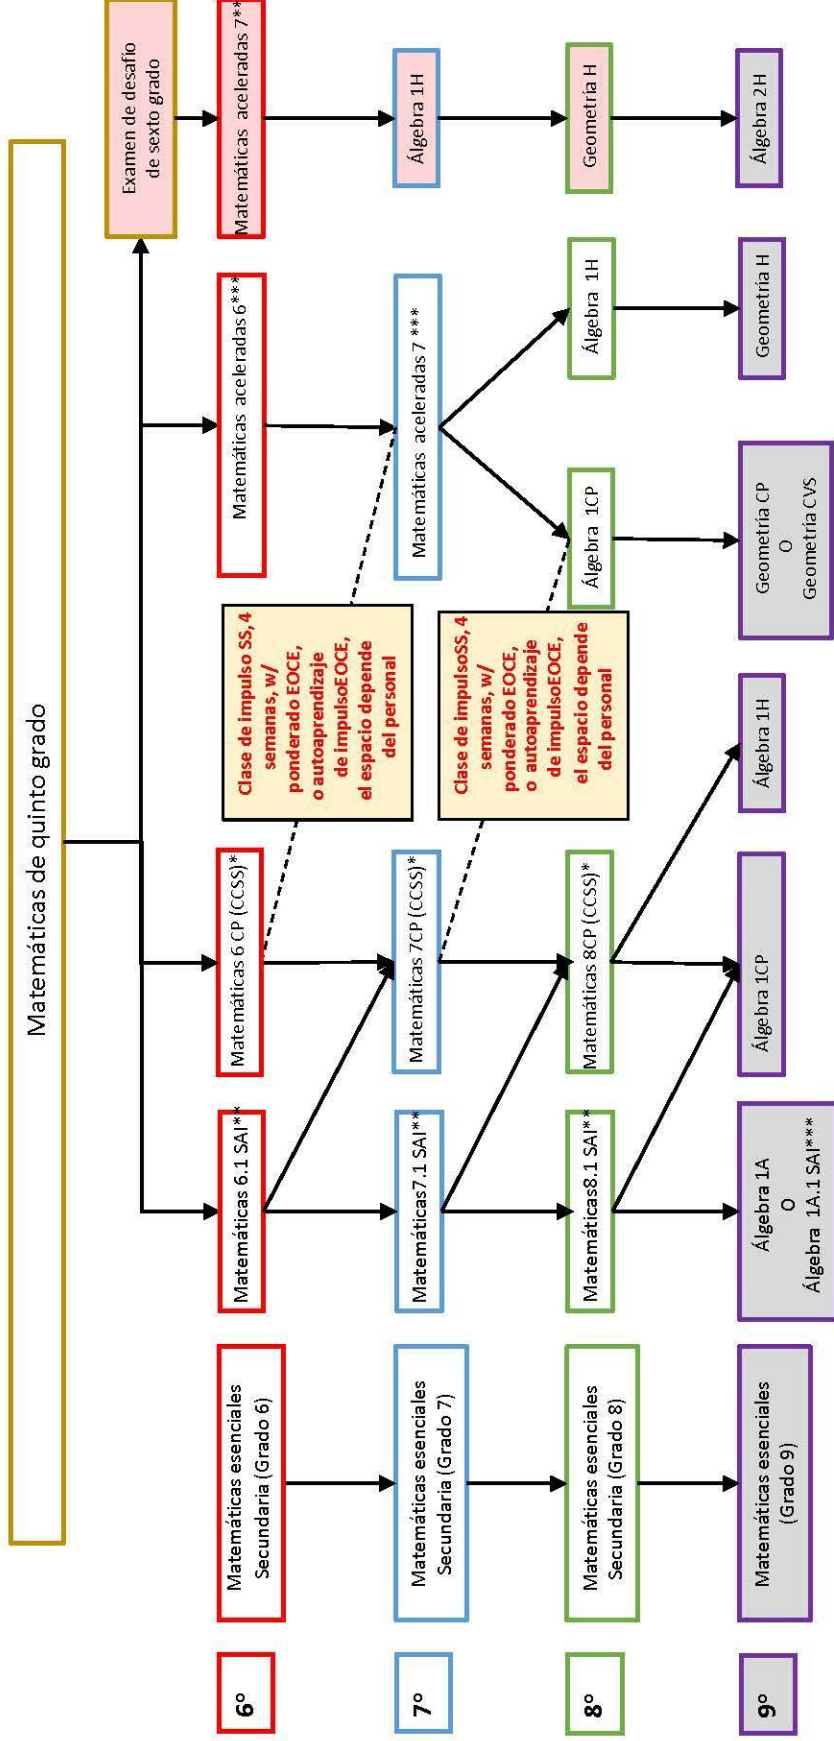 Matemáticas de quinto grado
Examen de desafío
de sexto grado
6º
Matemáticas esenciales
Secundaria (Grado 6)
Matemáticas 6.1 SAI**
Matemáticas 6 CP (CCSS)*
Matemáticas aceleradas 6***
Matemáticas aceleradas 7**
Clase de impulso SS, 4
semanas, w/
ponderado EOCE,
o autoaprendizaje
de impulsoEOCE,
el espacio depende
del personal
7º
Matemáticas esenciales
Secundaria (Grado 7)
Matemáticas7.1 SAI**
Matemáticas 7CP (CCSS)*
Matemáticas aceleradas 7 ***
Álgebra 1H
Clase de impulsoSS, 4
semanas, w/
ponderado EOCE,
o autoaprendizaje
de impulsoEOCE,
el espacio depende
del personal
8º
Matemáticas esenciales
Secundaria (Grado 8)
Matemáticas8.1 SAI**
Matemáticas 8CP (CCSS)*
Álgebra 1CP
Álgebra 1H
Geometría H
9º
Matemáticas esenciales
(Grado 9)
Álgebra 1A
O
Álgebra 1A.1 SAI***
Álgebra 1CP
Álgebra 1H
Geometría CP
O
Geometría CVS
Geometría H
Álgebra 2H